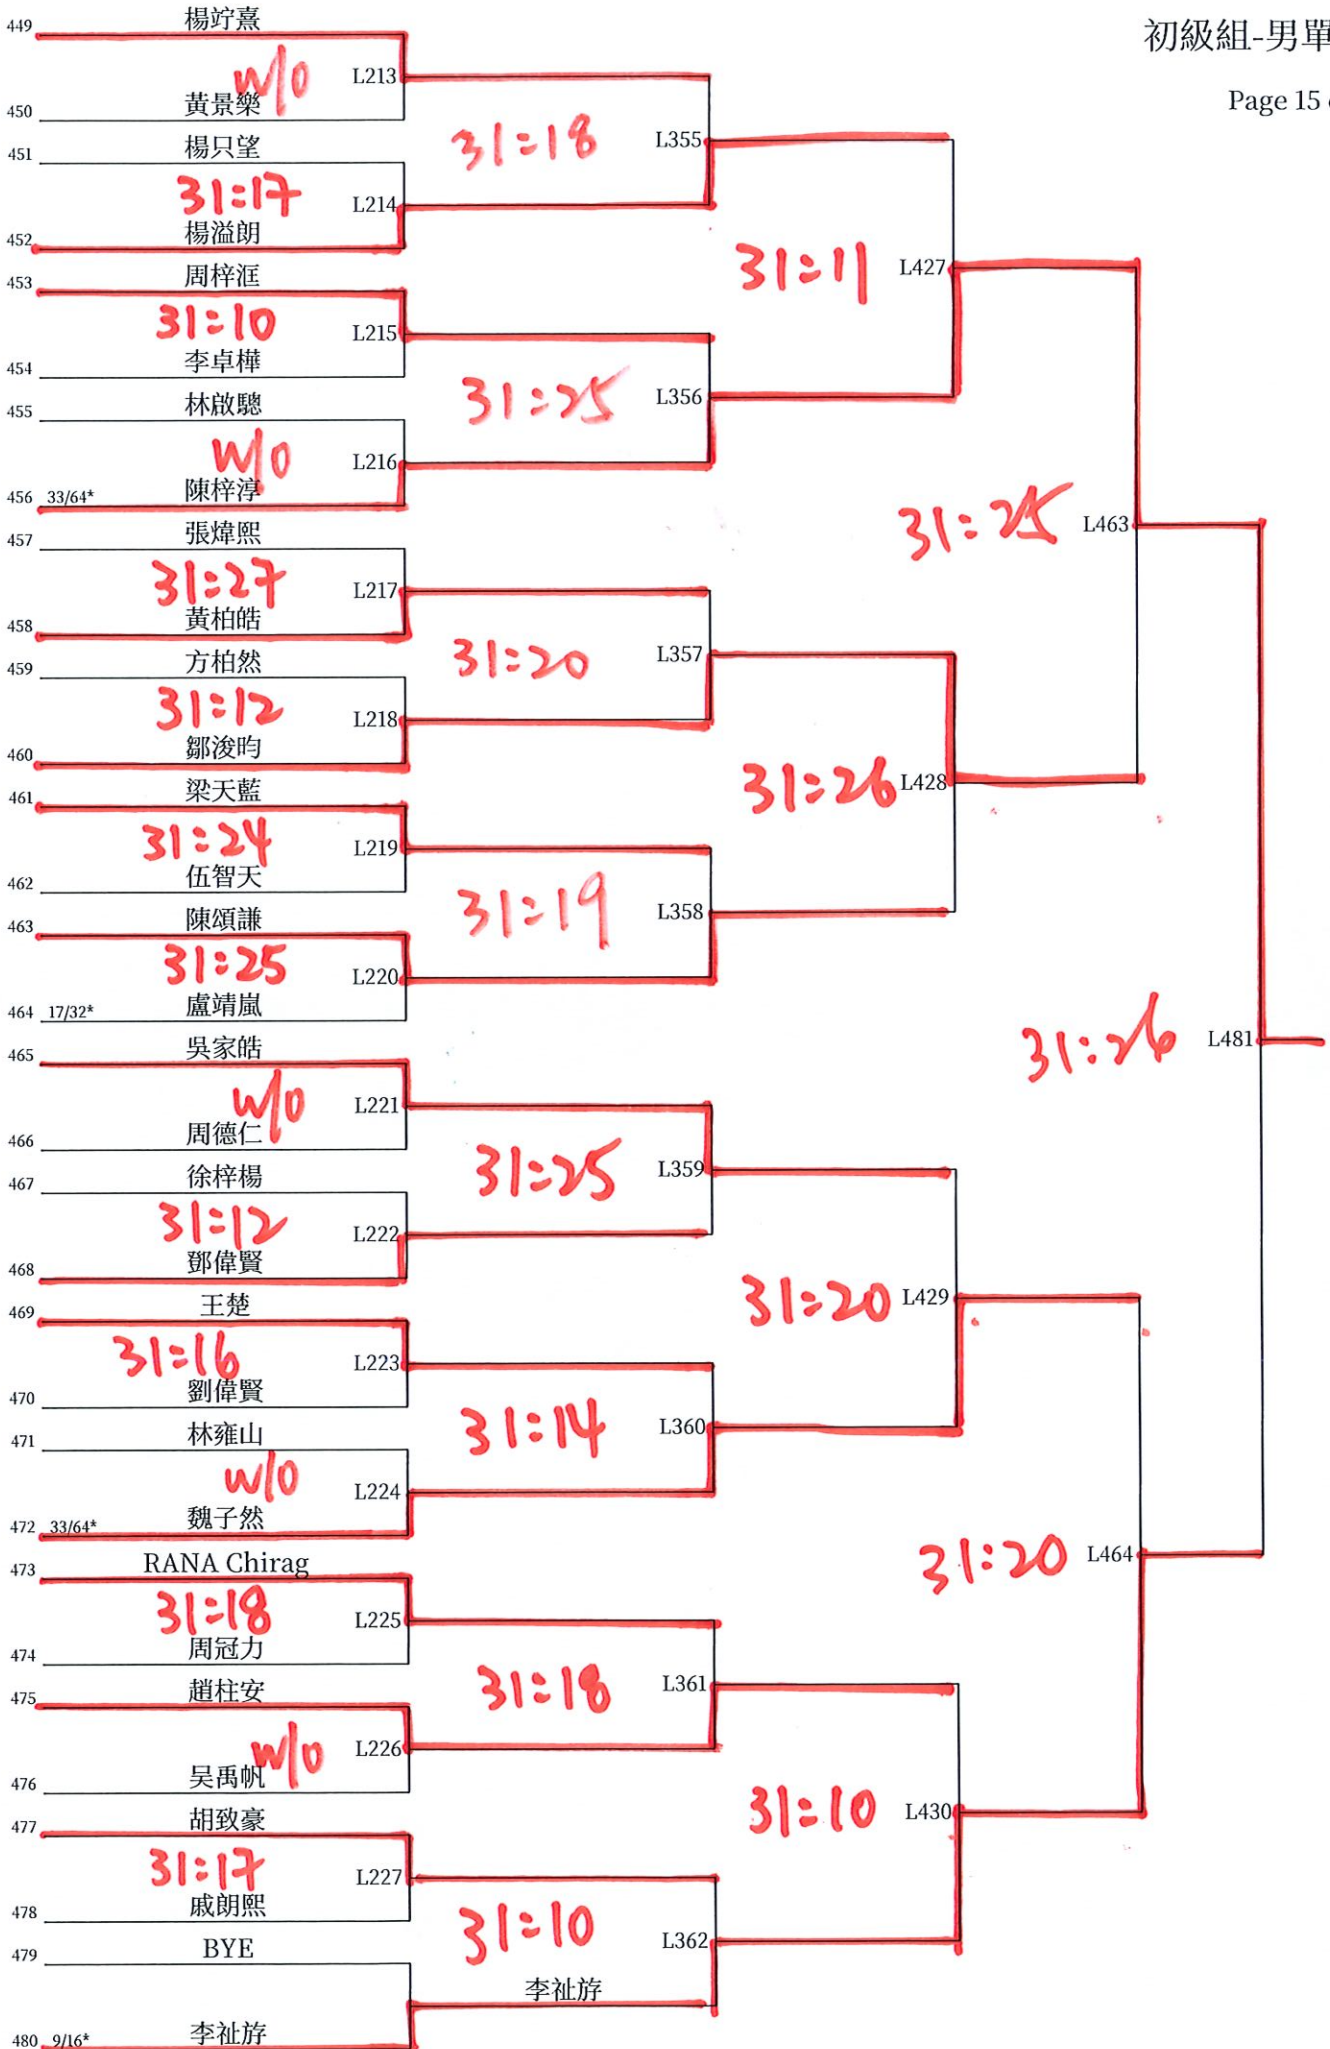 初級組-男單
Page 15
449 楊竚熹
w/o L213
450 黃景樂
451 楊只望
31:17 L214
452 楊溢朗
31:18 L355
453 周梓洭
31:10 L215
454 李卓樺
455 林啟驄
w/o L216
456 33/64* 陳梓淳
31:25 L356
31:11 L427
457 張煒熙
31:27 L217
458 黃柏皓
459 方柏然
31:12 L218
460 鄒浚昀
31:20 L357
461 梁天藍
31:24 L219
462 伍智天
463 陳頌謙
31:25 L220
464 17/32* 盧靖嵐
31:19 L358
31:26 L428
31:25 L463
465 吳家皓
w/o L221
466 周德仁
467 徐梓楊
31:12 L222
468 鄧偉賢
31:25 L359
469 王楚
31:16 L223
470 劉偉賢
471 林雍山
w/o L224
472 33/64* 魏子然
31:14 L360
31:20 L429
473 RANA Chirag
31:18 L225
474 周冠力
475 趙柱安
w/o L226
476 吴禹帆
31:18 L361
477 胡致豪
31:17 L227
478 戚朗熙
479 BYE
480 9/16* 李祉斿
李祉斿
31:10 L362
31:10 L430
31:20 L464
31:26 L481